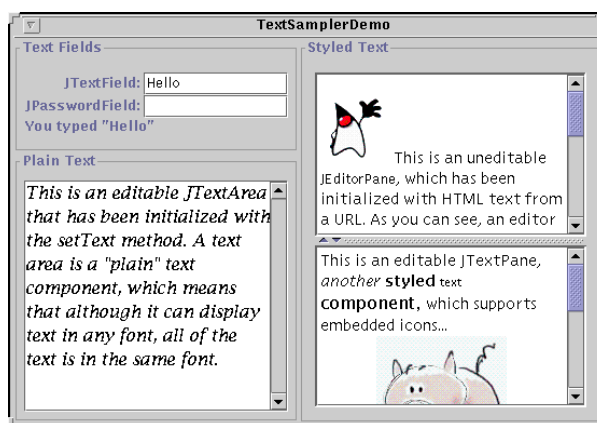 TextSamplerDemo
Text Fields
JTextField: Hello
JPasswordField:
You typed "Hello"
Plain Text
This is an editable JTextArea
that has been initialized with
the setText method. A text
area is a "plain" text
component, which means
that although it can display
text in any font, all of the
text is in the same font.
Styled Text
This is an uneditable
JEditorPane, which has been
initialized with HTML text from
a URL. As you can see, an editor
This is an editable JTextPane,
another styled text
component, which supports
embedded icons...